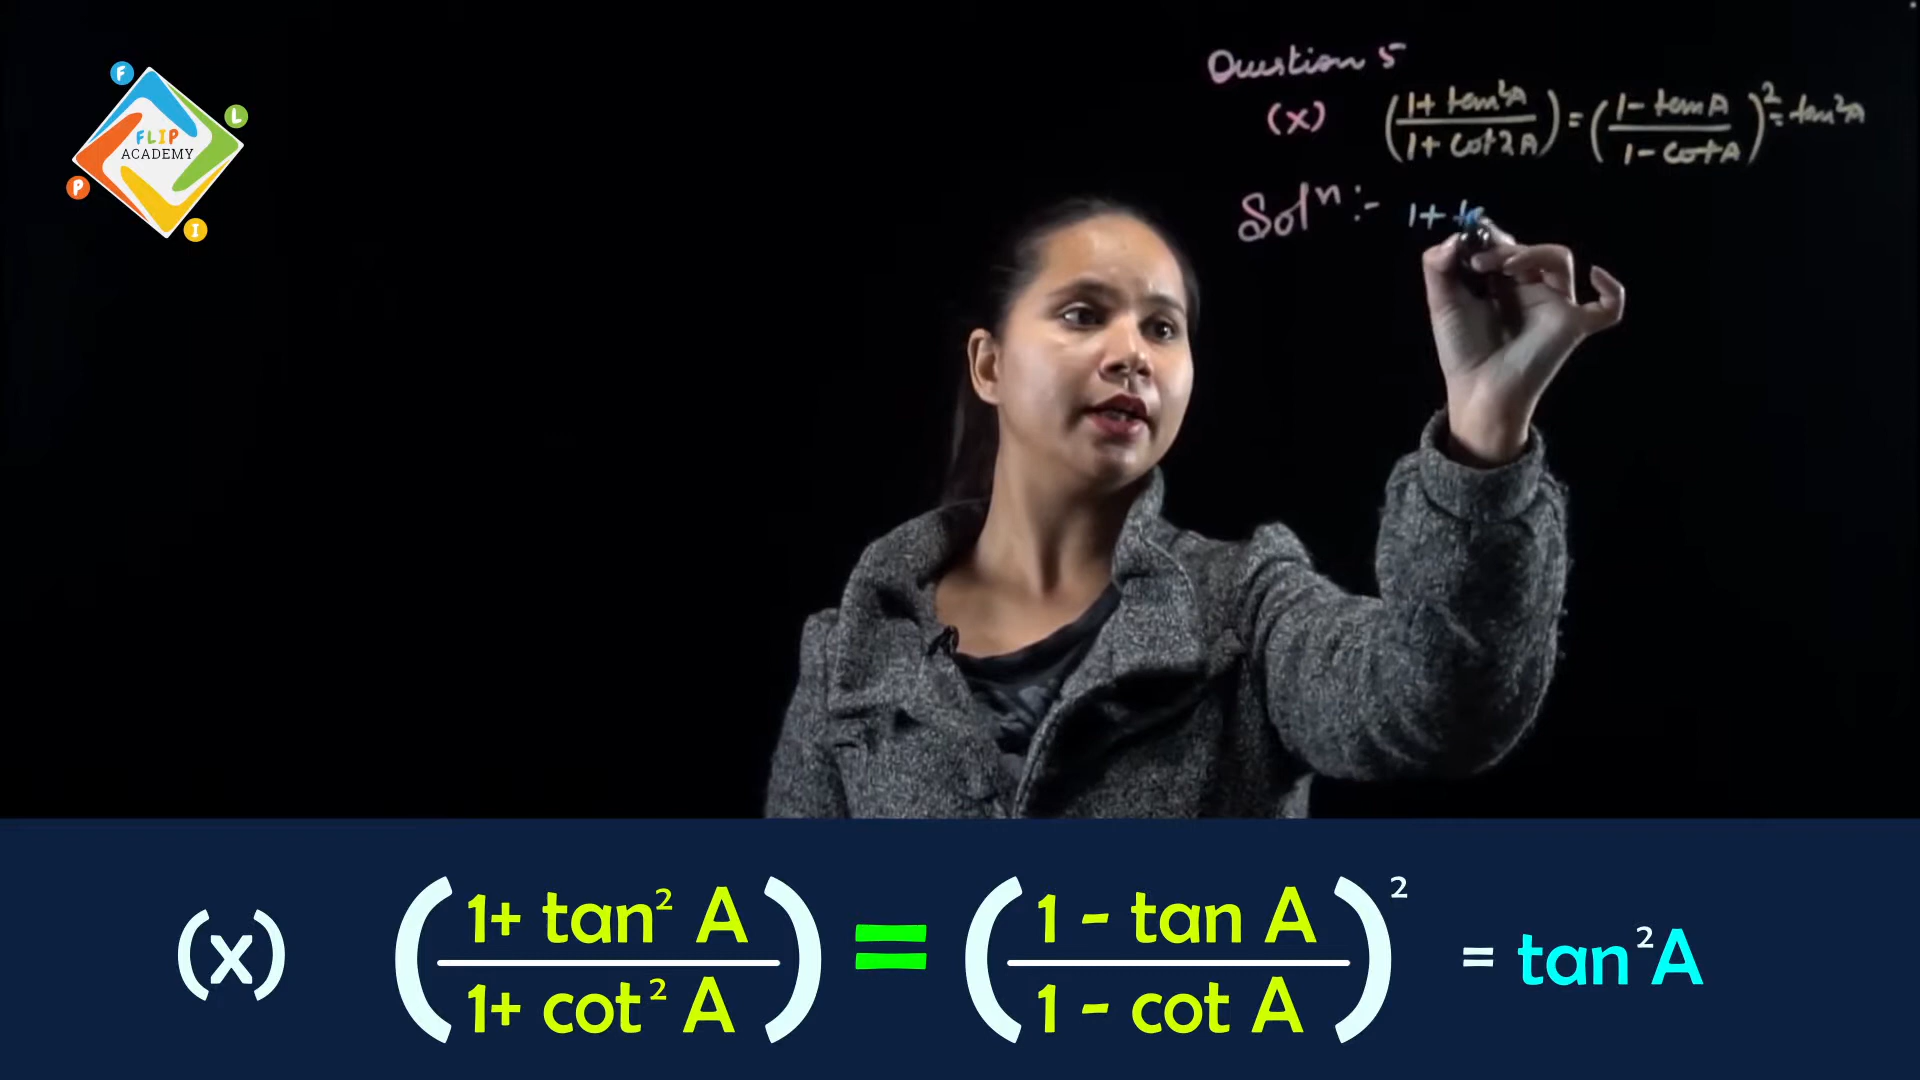 F
L
FLIP
ACADEMY
P
I
Question 5
(x) (1+ tan²A / 1+ cot2A) = (1- tanA / 1- cotA)² = tan²A
Solⁿ :- 1+ ta
(x) (1+ tan² A / 1+ cot² A) = (1 - tan A / 1 - cot A)² = tan²A